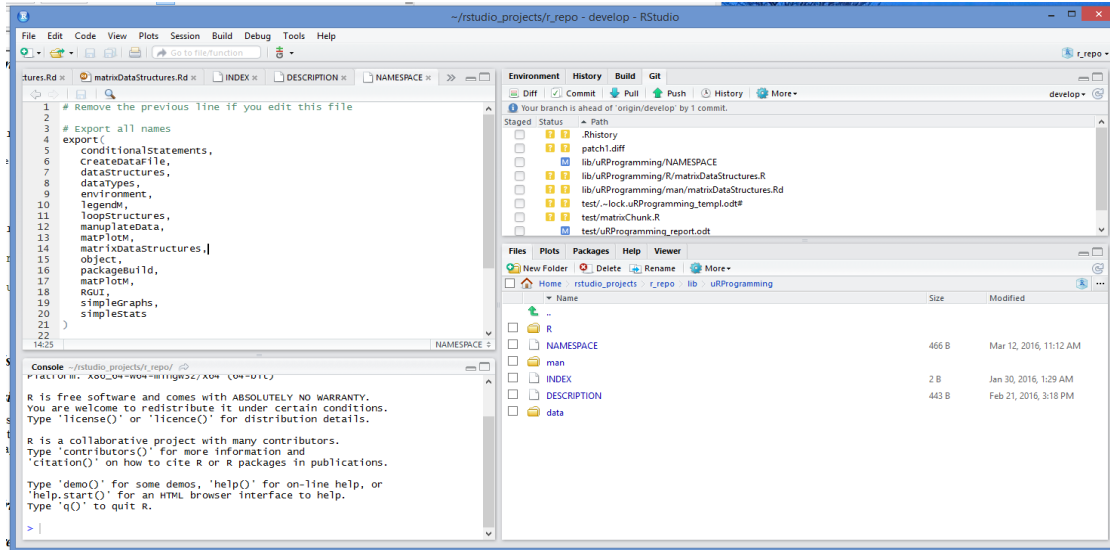 ~/rstudio_projects/r_repo - develop - RStudio
File Edit Code View Plots Session Build Debug Tools Help
Go to file/function
r_repo
:tures.Rd
matrixDataStructures.Rd
INDEX
DESCRIPTION
NAMESPACE
1 # Remove the previous line if you edit this file
2
3 # Export all names
4 export(
5 conditionalStatements,
6 CreateDataFile,
7 dataStructures,
8 dataTypes,
9 environment,
10 legendM,
11 loopStructures,
12 manuplateData,
13 matPlotM,
14 matrixDataStructures,
15 object,
16 packageBuild,
17 matPlotM,
18 RGUI,
19 simpleGraphs,
20 simpleStats
21 )
22
14:25
NAMESPACE
Console ~/rstudio_projects/r_repo/
Platform: x86_64-w64-mingw32/x64 (64-bit)
R is free software and comes with ABSOLUTELY NO WARRANTY.
You are welcome to redistribute it under certain conditions.
Type 'license()' or 'licence()' for distribution details.
R is a collaborative project with many contributors.
Type 'contributors()' for more information and
'citation()' on how to cite R or R packages in publications.
Type 'demo()' for some demos, 'help()' for on-line help, or
'help.start()' for an HTML browser interface to help.
Type 'q()' to quit R.
>
Environment History Build Git
Diff Commit Pull Push History More
develop
Your branch is ahead of 'origin/develop' by 1 commit.
Staged Status Path
? ? .Rhistory
? ? patch1.diff
M lib/uRProgramming/NAMESPACE
? ? lib/uRProgramming/R/matrixDataStructures.R
? ? lib/uRProgramming/man/matrixDataStructures.Rd
? ? test/.~lock.uRProgramming_templ.odt#
? ? test/matrixChunk.R
M test/uRProgramming_report.odt
Files Plots Packages Help Viewer
New Folder Delete Rename More
Home rstudio_projects r_repo lib uRProgramming
Name Size Modified
..
R
NAMESPACE 466 B Mar 12, 2016, 11:12 AM
man
INDEX 2 B Jan 30, 2016, 1:29 AM
DESCRIPTION 443 B Feb 21, 2016, 3:18 PM
data